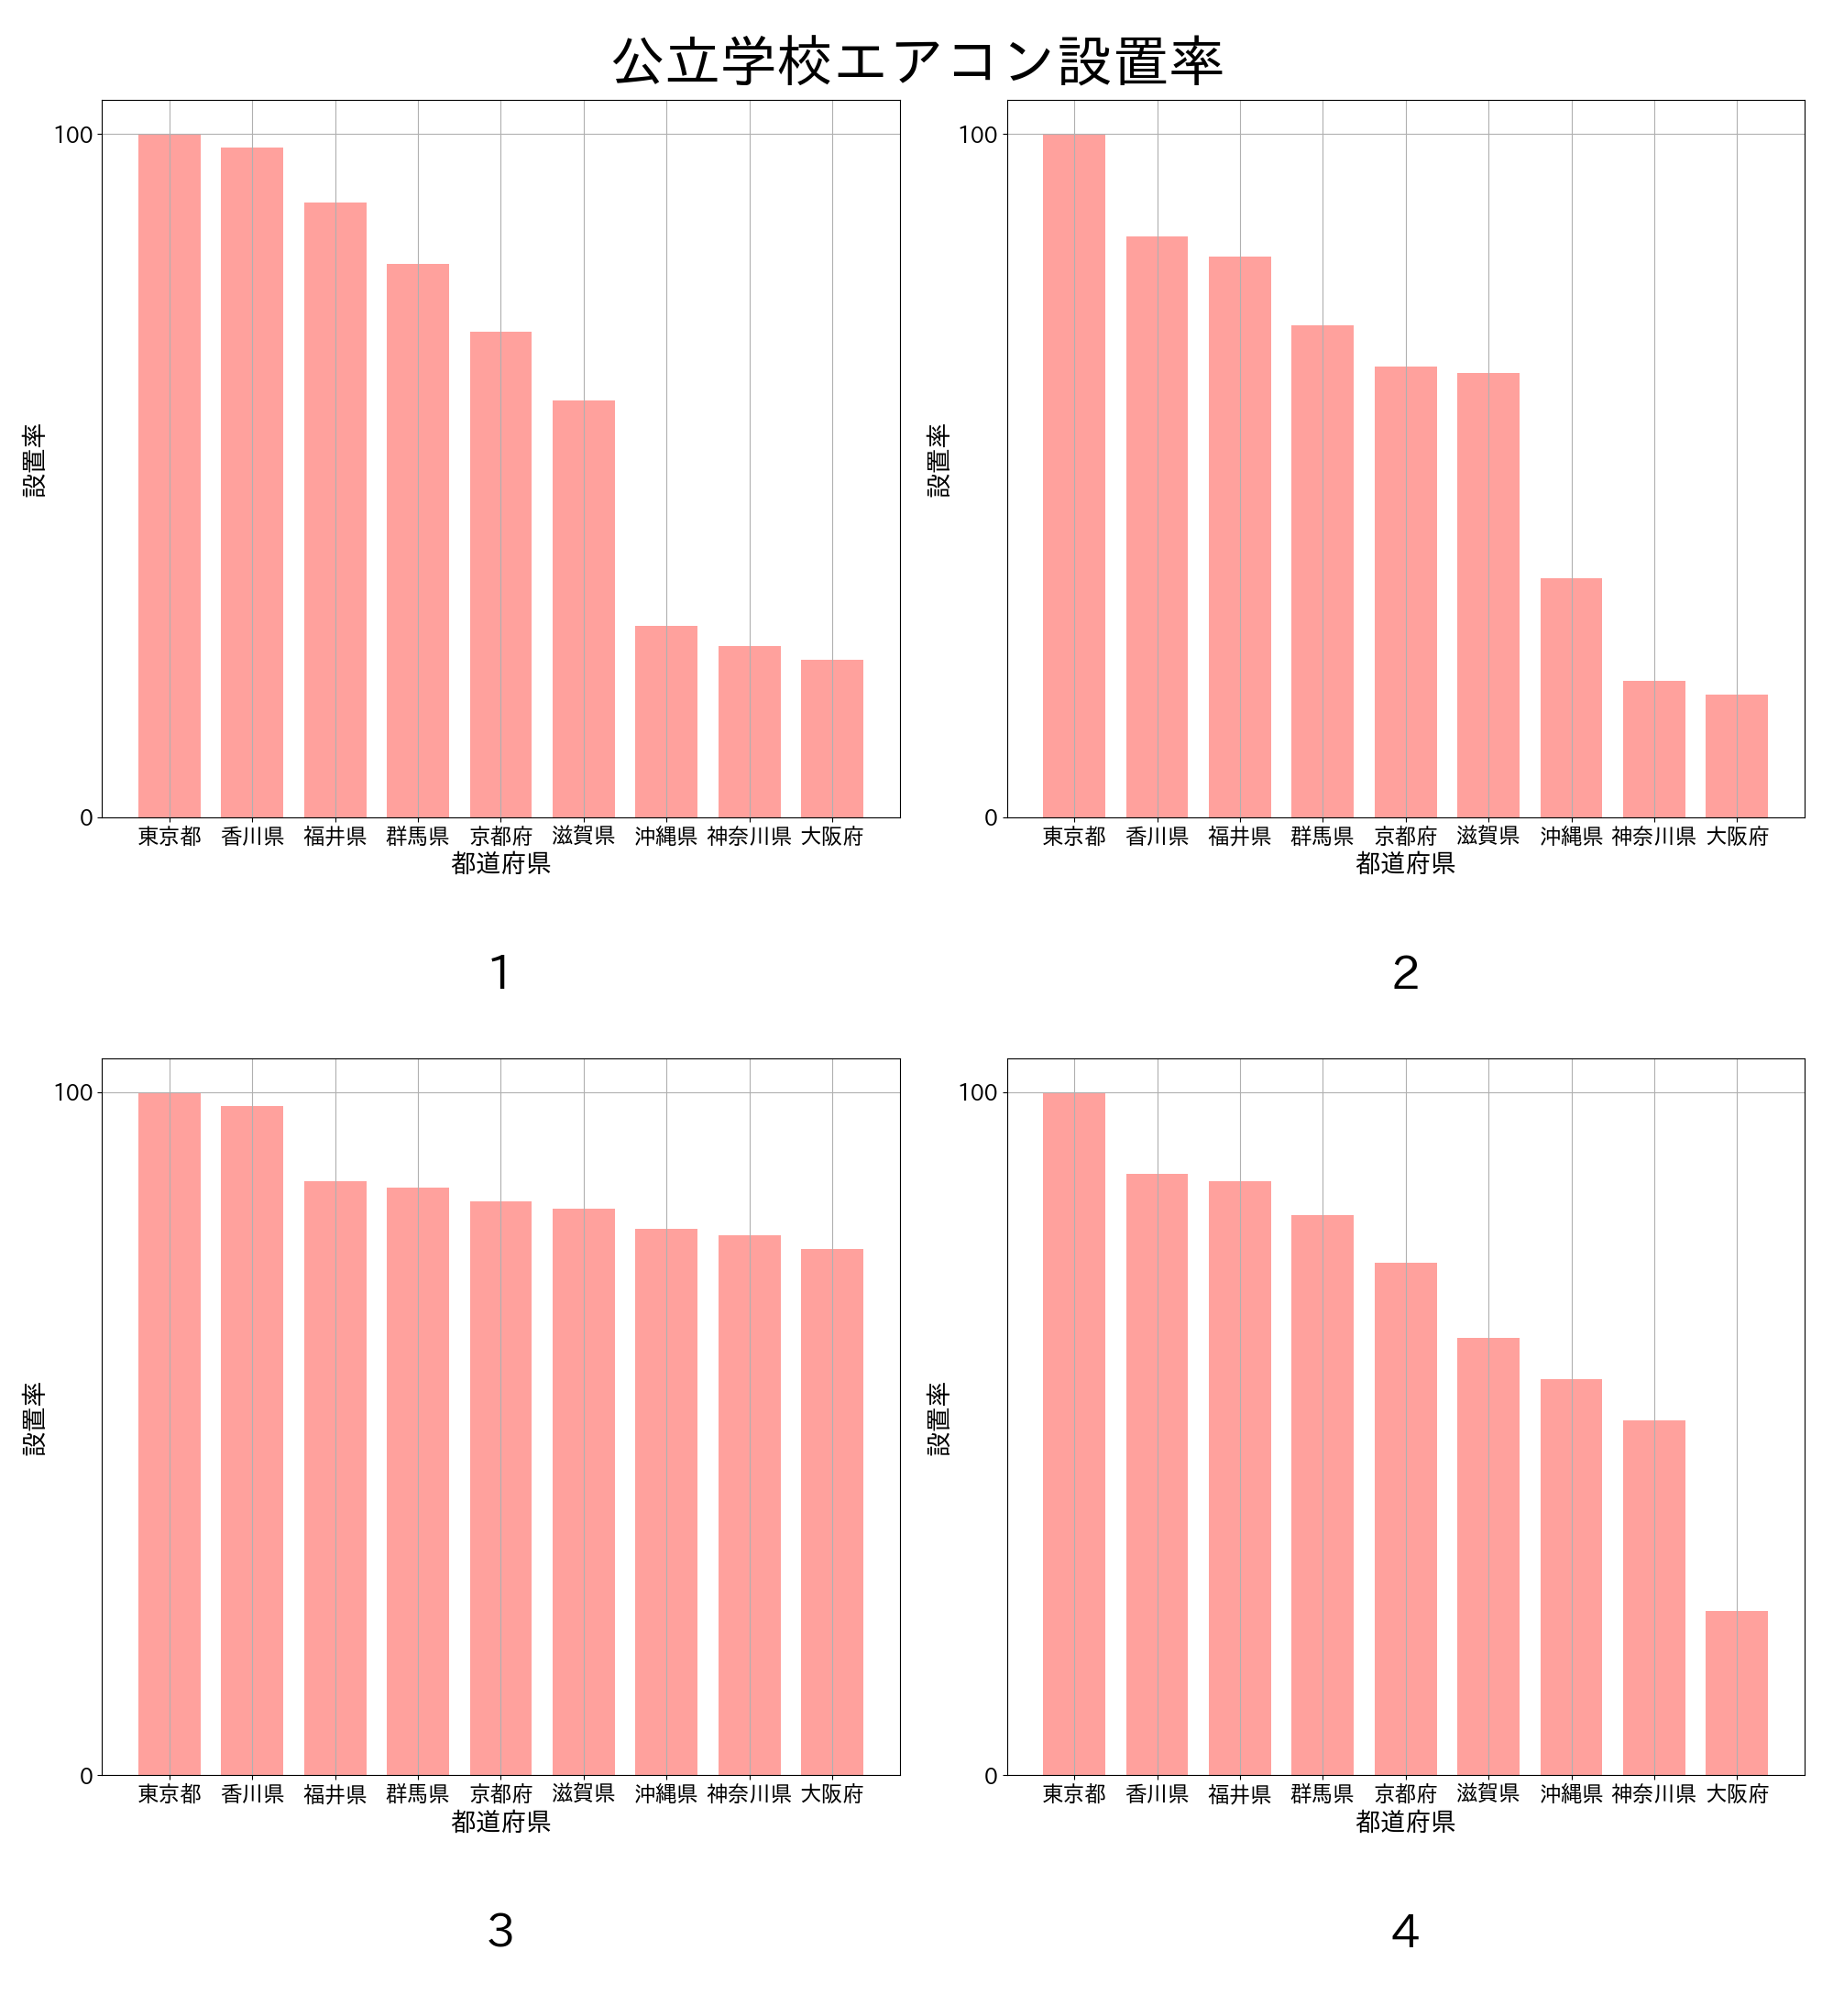 公立学校エアコン設置率
100
0
設置率
東京都 香川県 福井県 群馬県 京都府 滋賀県 沖縄県 神奈川県 大阪府
都道府県
1
100
0
設置率
東京都 香川県 福井県 群馬県 京都府 滋賀県 沖縄県 神奈川県 大阪府
都道府県
2
100
0
設置率
東京都 香川県 福井県 群馬県 京都府 滋賀県 沖縄県 神奈川県 大阪府
都道府県
3
100
0
設置率
東京都 香川県 福井県 群馬県 京都府 滋賀県 沖縄県 神奈川県 大阪府
都道府県
4